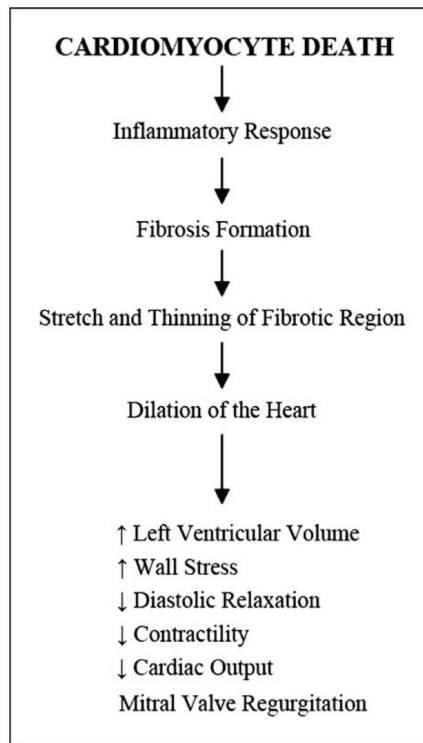 CARDIOMYOCYTE DEATH
Inflammatory Response
Fibrosis Formation
Stretch and Thinning of Fibrotic Region
Dilation of the Heart
↑ Left Ventricular Volume
↑ Wall Stress
↓ Diastolic Relaxation
↓ Contractility
↓ Cardiac Output
Mitral Valve Regurgitation